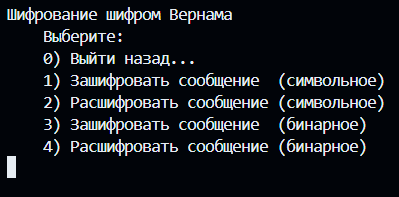 Шифрование шифром Вернама
Выберите:
0) Выйти назад...
1) Зашифровать сообщение  (символьное)
2) Расшифровать сообщение (символьное)
3) Зашифровать сообщение  (бинарное)
4) Расшифровать сообщение (бинарное)